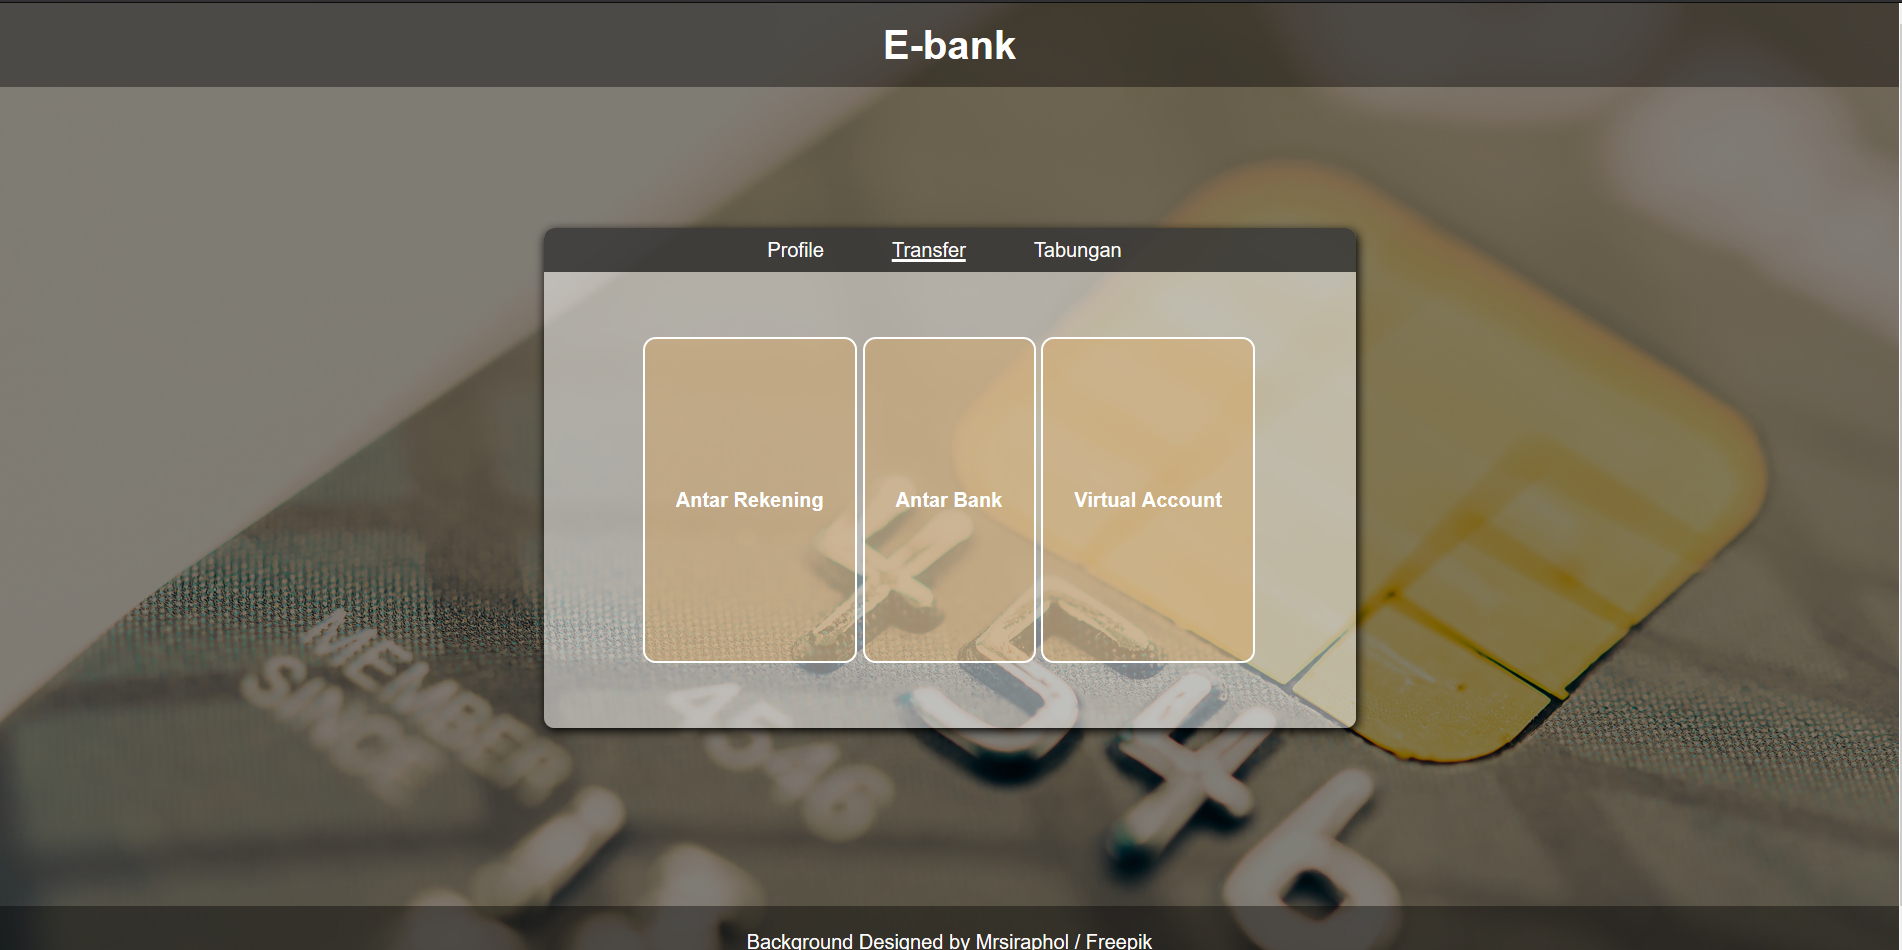 E-bank
Profile Transfer Tabungan
Antar Rekening Antar Bank Virtual Account
MEMBER
SINCE
4546
Background Designed by Mrsiraphol / Freepik